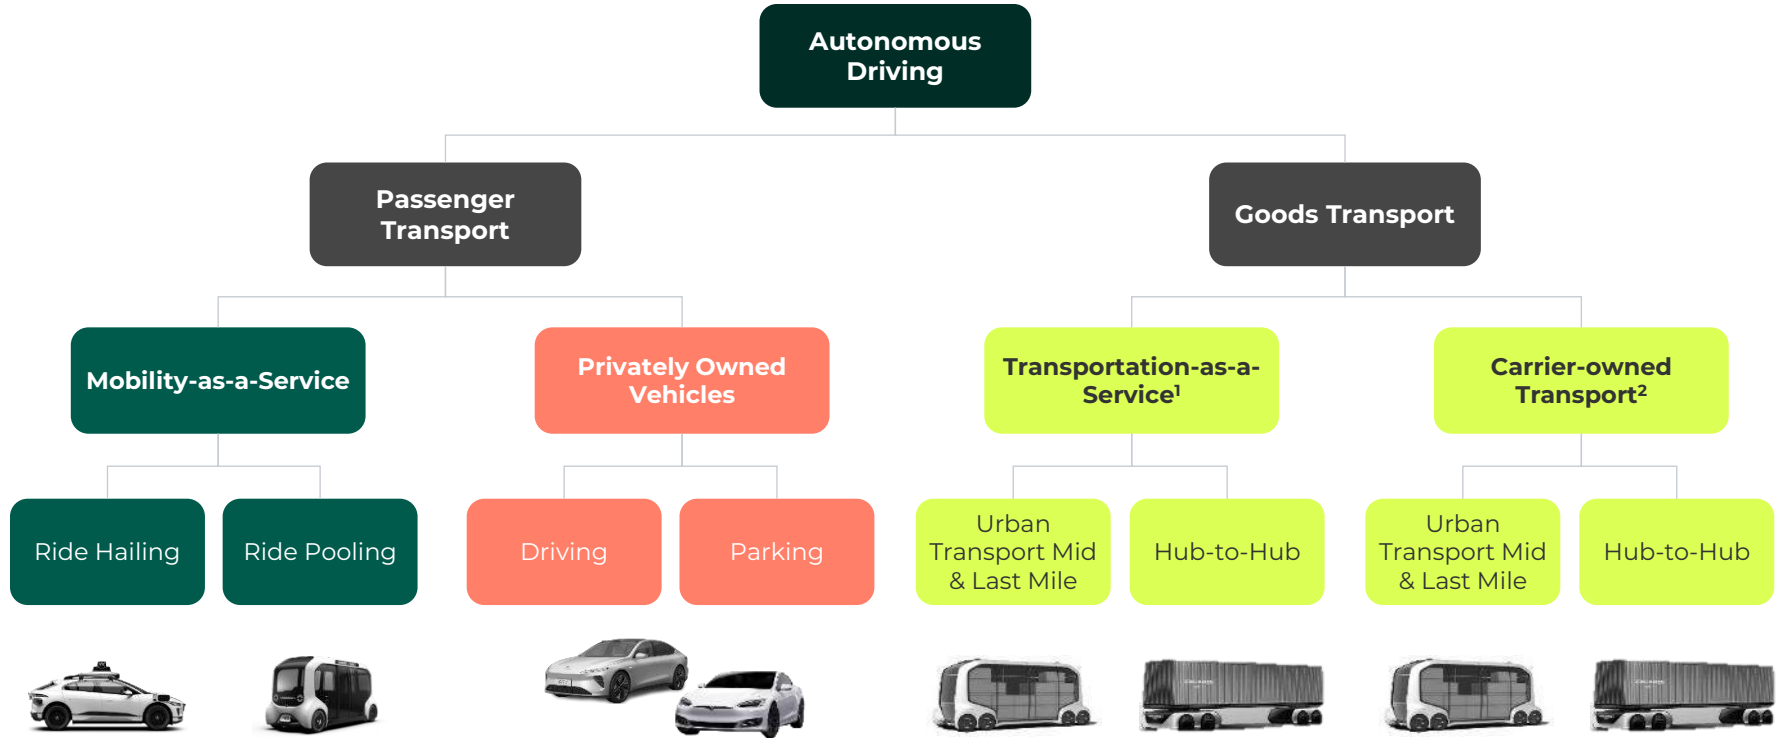 Autonomous
Driving
Passenger
Transport
Goods Transport
Mobility-as-a-Service
Privately Owned
Vehicles
Transportation-as-a-
Service¹
Carrier-owned
Transport²
Ride Hailing
Ride Pooling
Driving
Parking
Urban
Transport Mid
& Last Mile
Hub-to-Hub
Urban
Transport Mid
& Last Mile
Hub-to-Hub